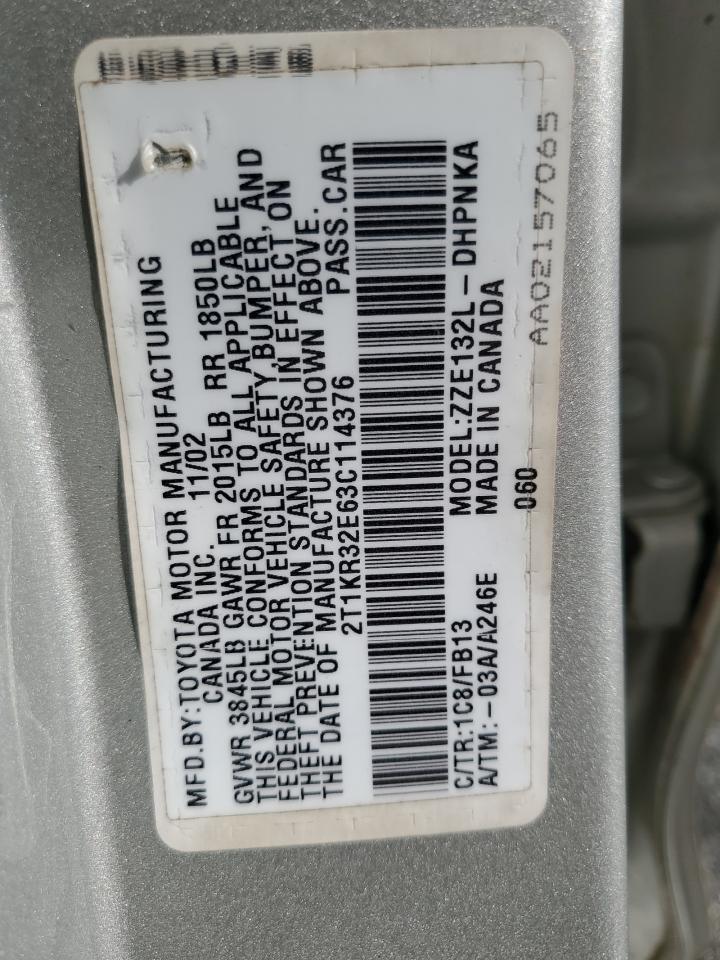 MFD.BY:TOYOTA MOTOR MANUFACTURING
CANADA INC. 11/02
GVWR 3845LB GAWR FR 2015LB RR 1850LB
THIS VEHICLE CONFORMS TO ALL APPLICABLE
FEDERAL MOTOR VEHICLE SAFETY,BUMPER, AND
THEFT PREVENTION STANDARDS IN EFFECT ON
THE DATE OF MANUFACTURE SHOWN ABOVE.
2T1KR32E63C114376 PASS.CAR
C/TR:1C8/FB13 MODEL:ZZE132L-DHPNKA
A/TM:-03A/A246E MADE IN CANADA
060
AA02157065